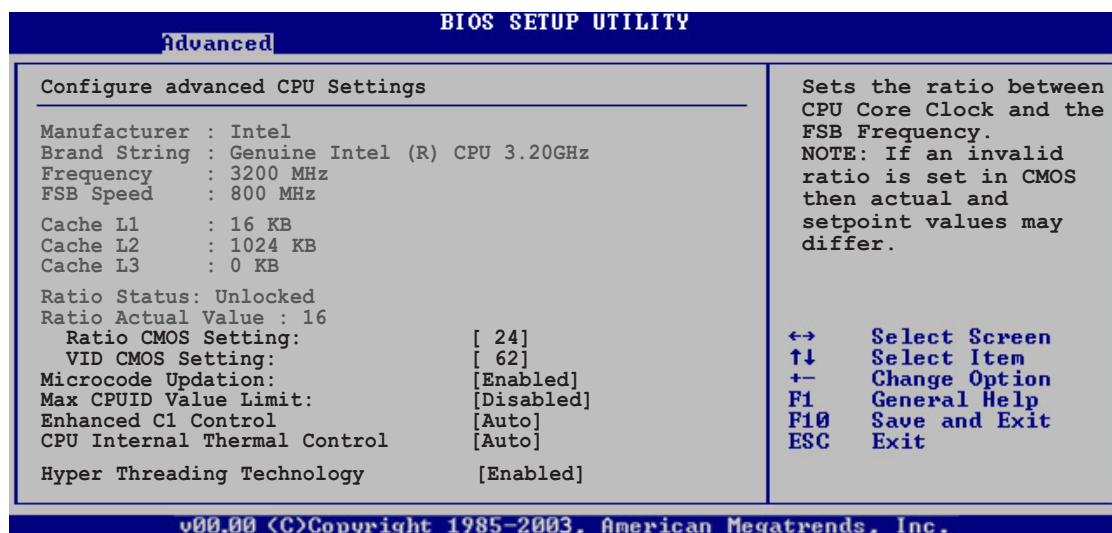 BIOS SETUP UTILITY
Advanced
Configure advanced CPU Settings
Manufacturer : Intel
Brand String : Genuine Intel (R) CPU 3.20GHz
Frequency : 3200 MHz
FSB Speed : 800 MHz
Cache L1 : 16 KB
Cache L2 : 1024 KB
Cache L3 : 0 KB
Ratio Status: Unlocked
Ratio Actual Value : 16
Ratio CMOS Setting: [ 24]
VID CMOS Setting: [ 62]
Microcode Updation: [Enabled]
Max CPUID Value Limit: [Disabled]
Enhanced C1 Control [Auto]
CPU Internal Thermal Control [Auto]
Hyper Threading Technology [Enabled]
Sets the ratio between
CPU Core Clock and the
FSB Frequency.
NOTE: If an invalid
ratio is set in CMOS
then actual and
setpoint values may
differ.
←→ Select Screen
↑↓ Select Item
+- Change Option
F1 General Help
F10 Save and Exit
ESC Exit
v00.00 (C)Copyright 1985-2003, American Megatrends, Inc.